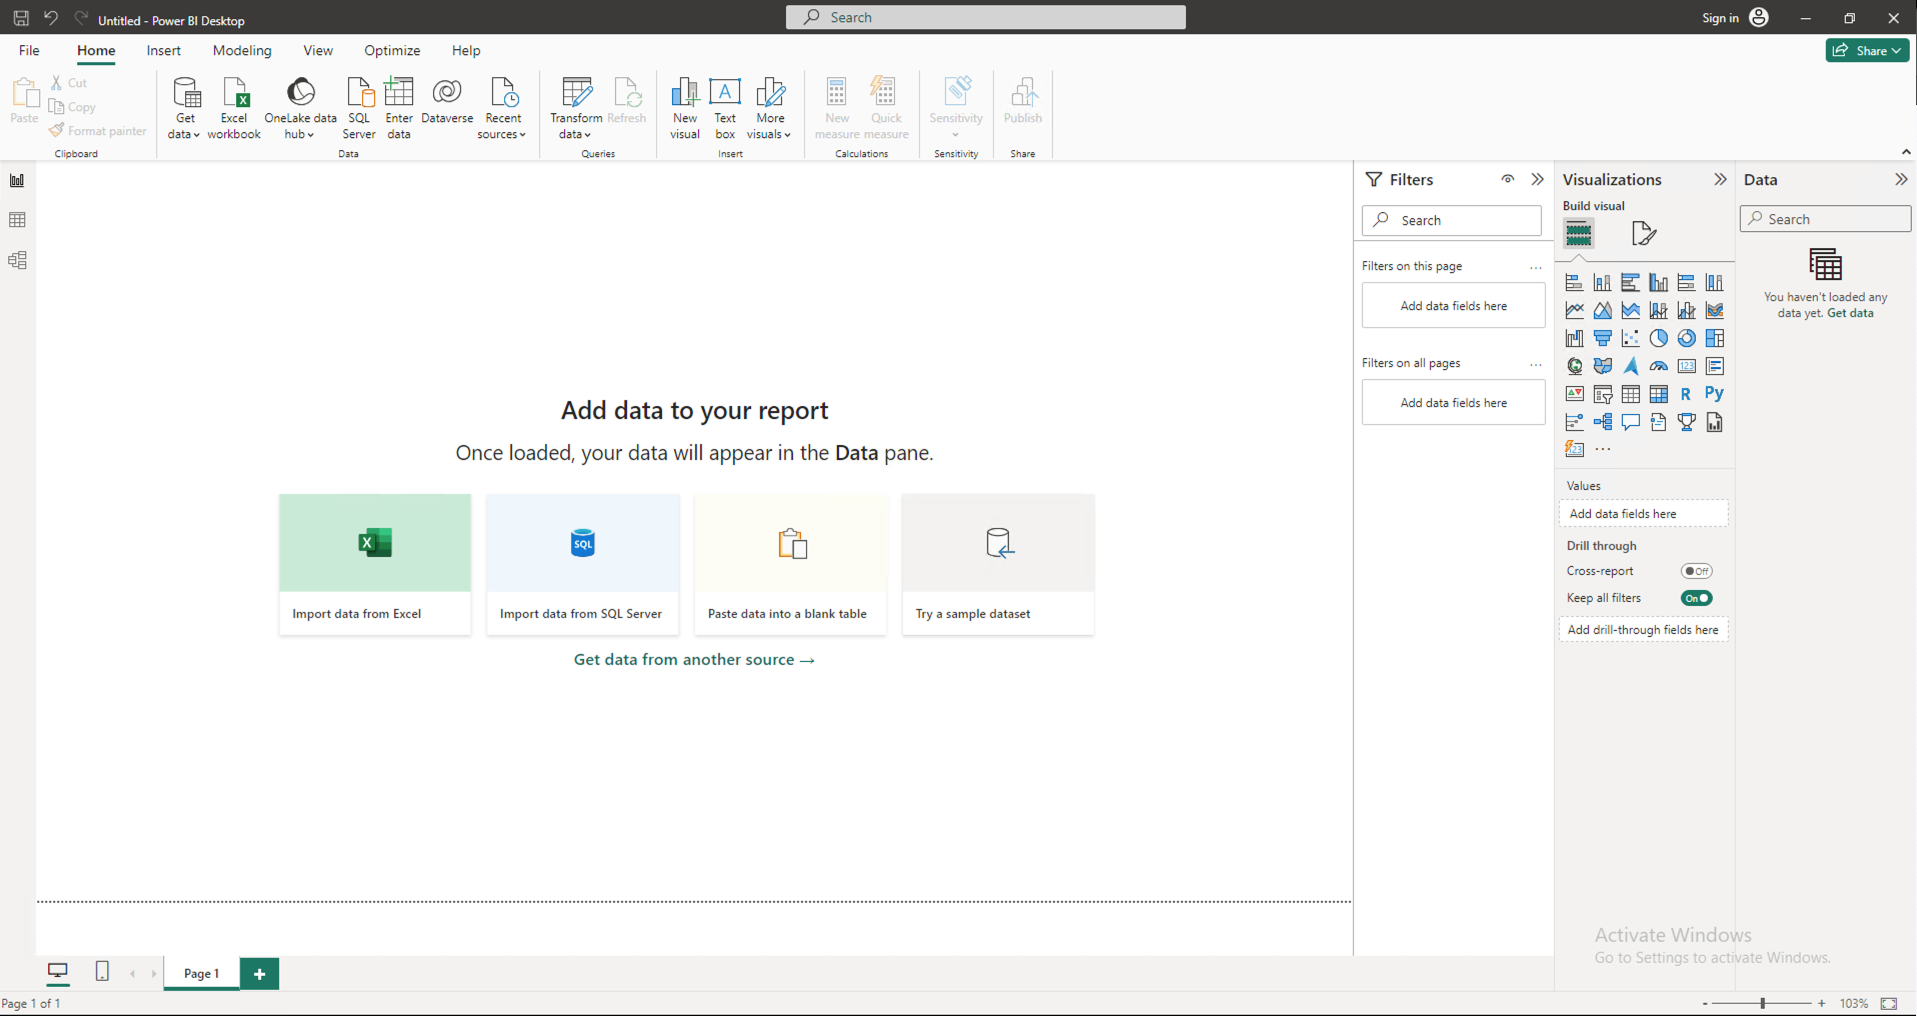 Untitled - Power BI Desktop
Search
Sign in
File
Home
Insert
Modeling
View
Optimize
Help
Share
Paste
Cut
Copy
Format painter
Clipboard
Get
data
Excel
workbook
OneLake data
hub
SQL
Server
Enter
data
Dataverse
Recent
sources
Data
Transform
data
Refresh
Queries
New
visual
Text
box
More
visuals
Insert
New
measure
Quick
measure
Calculations
Sensitivity
Sensitivity
Publish
Share
Add data to your report
Once loaded, your data will appear in the Data pane.
X
SQL
Import data from Excel
Import data from SQL Server
Paste data into a blank table
Try a sample dataset
Get data from another source →
Filters
Search
Filters on this page
...
Add data fields here
Filters on all pages
...
Add data fields here
Visualizations
Build visual
123
R
Py
123
...
Values
Add data fields here
Drill through
Cross-report
Off
Keep all filters
On
Add drill-through fields here
Data
Search
You haven't loaded any
data yet. Get data
Activate Windows
Go to Settings to activate Windows.
Page 1
+
Page 1 of 1
- + 103%